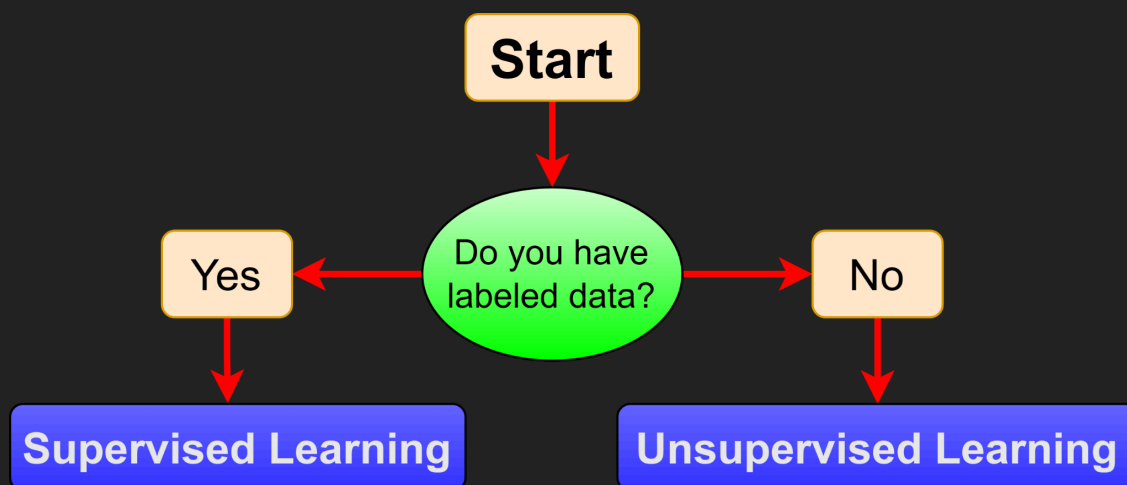 Start
Do you have
labeled data?
Yes
No
Supervised Learning
Unsupervised Learning